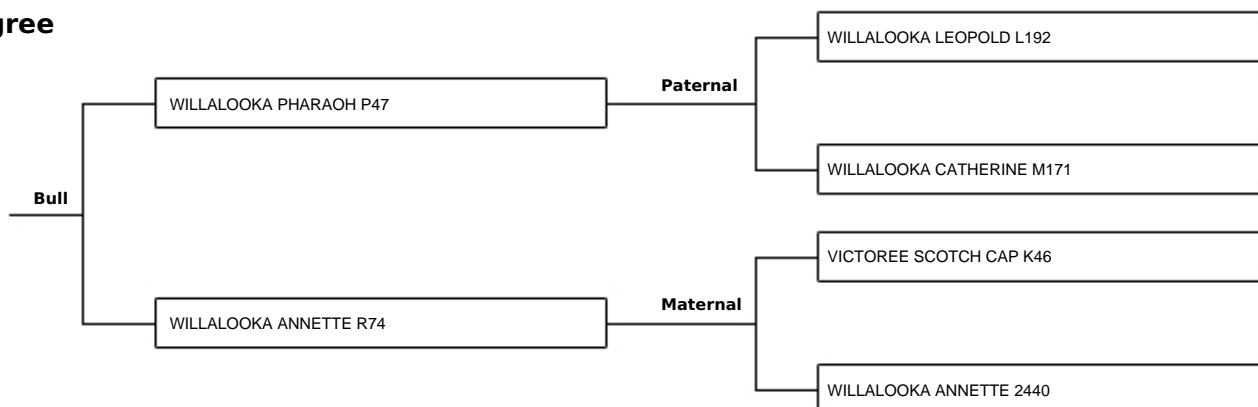 gree
WILLALOOKA LEOPOLD L192
WILLALOOKA PHARAOH P47
Paternal
WILLALOOKA CATHERINE M171
Bull
VICTOREE SCOTCH CAP K46
WILLALOOKA ANNETTE R74
Maternal
WILLALOOKA ANNETTE 2440